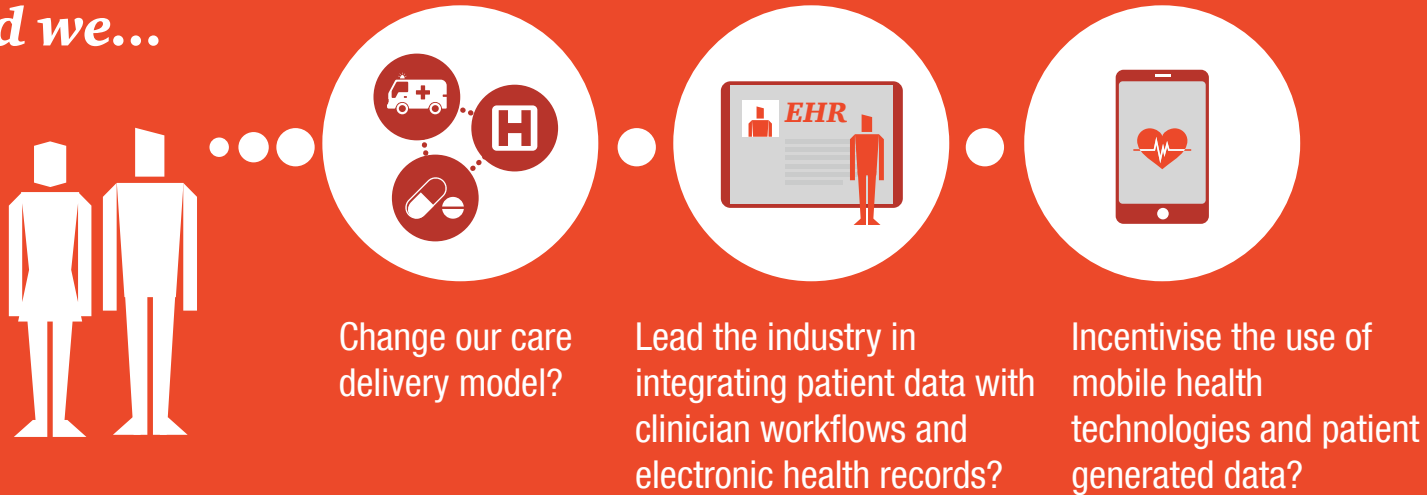 d we...
H
EHR
Change our care
delivery model?
Lead the industry in
integrating patient data with
clinician workflows and
electronic health records?
Incentivise the use of
mobile health
technologies and patient
generated data?